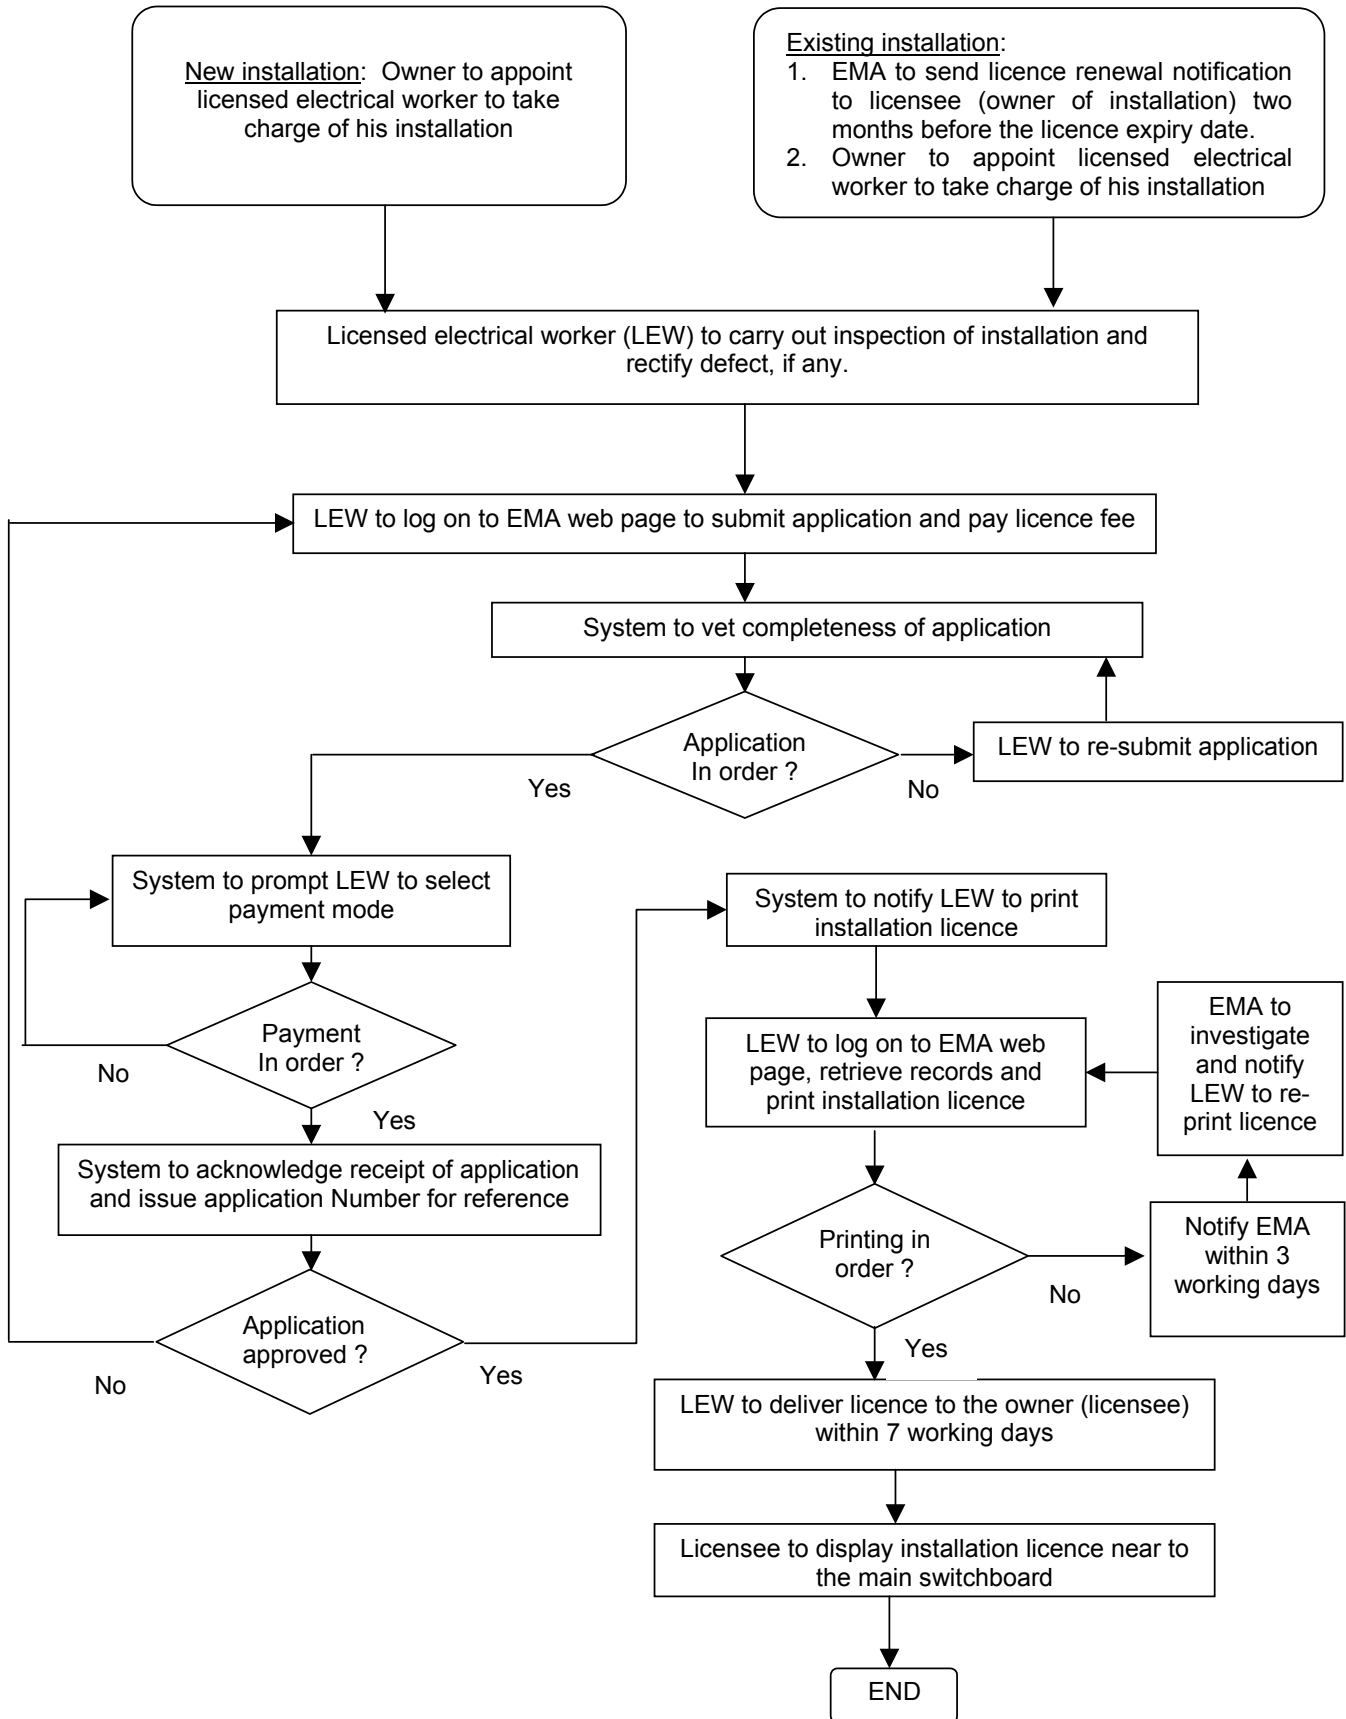 New installation: Owner to appoint
licensed electrical worker to take
charge of his installation
Existing installation:
1. EMA to send licence renewal notification
to licensee (owner of installation) two
months before the licence expiry date.
2. Owner to appoint licensed electrical
worker to take charge of his installation
Licensed electrical worker (LEW) to carry out inspection of installation and
rectify defect, if any.
LEW to log on to EMA web page to submit application and pay licence fee
System to vet completeness of application
Application
In order ?
Yes
No
LEW to re-submit application
System to prompt LEW to select
payment mode
Payment
In order ?
No
Yes
System to acknowledge receipt of application
and issue application Number for reference
Application
approved ?
No
Yes
System to notify LEW to print
installation licence
LEW to log on to EMA web
page, retrieve records and
print installation licence
EMA to
investigate
and notify
LEW to re-
print licence
Printing in
order ?
No
Notify EMA
within 3
working days
Yes
LEW to deliver licence to the owner (licensee)
within 7 working days
Licensee to display installation licence near to
the main switchboard
END